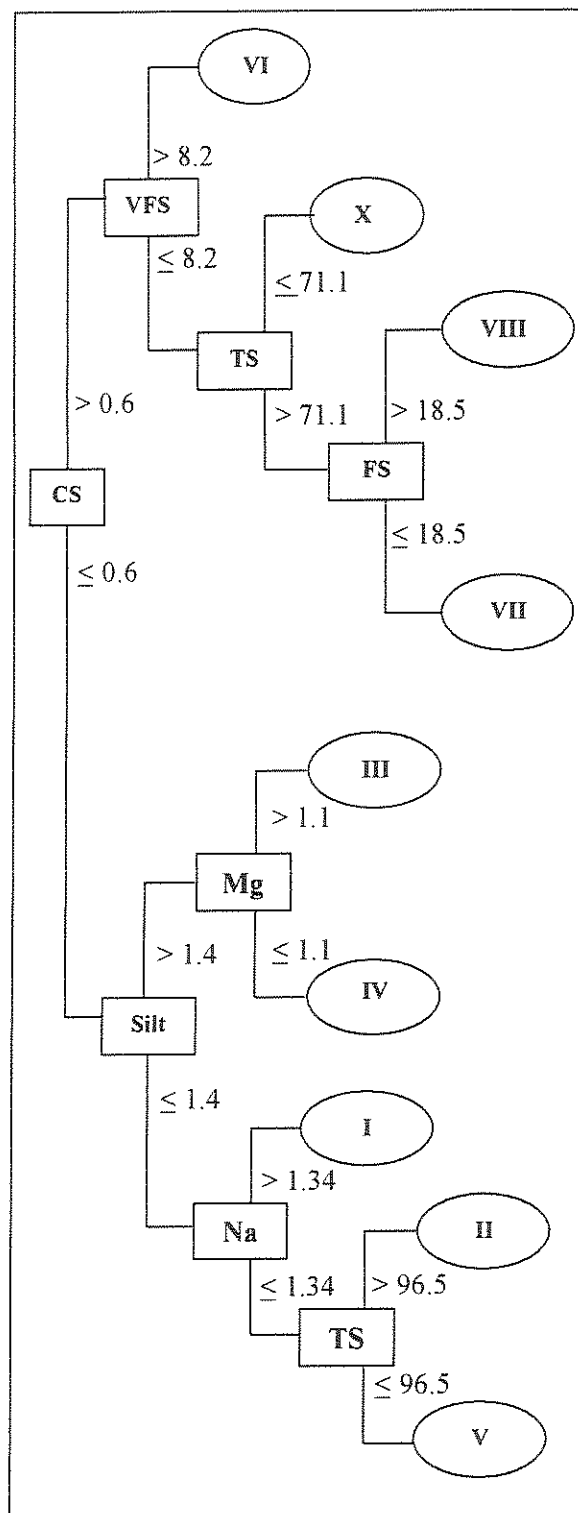 VI
> 8.2
VFS
≤ 8.2
X
≤ 71.1
TS
> 71.1
VIII
> 18.5
FS
≤ 18.5
VII
> 0.6
CS
≤ 0.6
III
> 1.1
Mg
≤ 1.1
IV
> 1.4
Silt
≤ 1.4
I
> 1.34
Na
≤ 1.34
II
> 96.5
TS
≤ 96.5
V